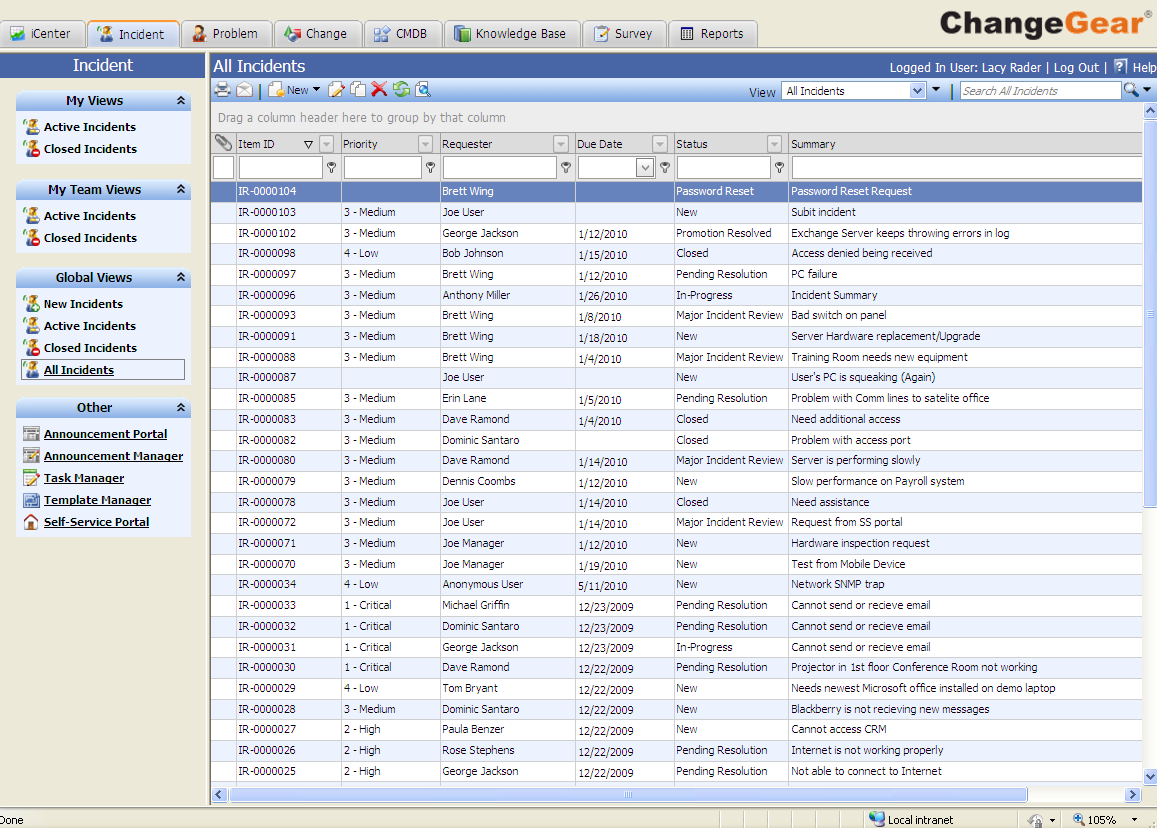 iCenter Incident Problem Change CMDB Knowledge Base Survey Reports ChangeGear®
Incident
My Views
Active Incidents
Closed Incidents
My Team Views
Active Incidents
Closed Incidents
Global Views
New Incidents
Active Incidents
Closed Incidents
All Incidents
Other
Announcement Portal
Announcement Manager
Task Manager
Template Manager
Self-Service Portal
All Incidents Logged In User: Lacy Rader | Log Out | ? Help
New View All Incidents Search All Incidents
Drag a column header here to group by that column
Item ID Priority Requester Due Date Status Summary
IR-0000104 Brett Wing Password Reset Password Reset Request
IR-0000103 3 - Medium Joe User New Subit incident
IR-0000102 3 - Medium George Jackson 1/12/2010 Promotion Resolved Exchange Server keeps throwing errors in log
IR-0000098 4 - Low Bob Johnson 1/15/2010 Closed Access denied being received
IR-0000097 3 - Medium Brett Wing 1/12/2010 Pending Resolution PC failure
IR-0000096 3 - Medium Anthony Miller 1/26/2010 In-Progress Incident Summary
IR-0000093 3 - Medium Brett Wing 1/8/2010 Major Incident Review Bad switch on panel
IR-0000091 3 - Medium Brett Wing 1/18/2010 New Server Hardware replacement/Upgrade
IR-0000088 3 - Medium Brett Wing 1/4/2010 Major Incident Review Training Room needs new equipment
IR-0000087 Joe User New User's PC is squeaking (Again)
IR-0000085 3 - Medium Erin Lane 1/5/2010 Pending Resolution Problem with Comm lines to satelite office
IR-0000083 3 - Medium Dave Ramond 1/4/2010 Closed Need additional access
IR-0000082 3 - Medium Dominic Santaro Closed Problem with access port
IR-0000080 3 - Medium Dave Ramond 1/14/2010 Major Incident Review Server is performing slowly
IR-0000079 3 - Medium Dennis Coombs 1/12/2010 New Slow performance on Payroll system
IR-0000078 3 - Medium Joe User 1/14/2010 Closed Need assistance
IR-0000072 3 - Medium Joe User 1/14/2010 Major Incident Review Request from SS portal
IR-0000071 3 - Medium Joe Manager 1/12/2010 New Hardware inspection request
IR-0000070 3 - Medium Joe Manager 1/19/2010 New Test from Mobile Device
IR-0000034 4 - Low Anonymous User 5/11/2010 New Network SNMP trap
IR-0000033 1 - Critical Michael Griffin 12/23/2009 Pending Resolution Cannot send or recieve email
IR-0000032 1 - Critical Dominic Santaro 12/23/2009 Pending Resolution Cannot send or recieve email
IR-0000031 1 - Critical George Jackson 12/23/2009 In-Progress Cannot send or recieve email
IR-0000030 1 - Critical Dave Ramond 12/22/2009 Pending Resolution Projector in 1st floor Conference Room not working
IR-0000029 4 - Low Tom Bryant 12/22/2009 New Needs newest Microsoft office installed on demo laptop
IR-0000028 3 - Medium Dominic Santaro 12/22/2009 New Blackberry is not recieving new messages
IR-0000027 2 - High Paula Benzer 12/22/2009 New Cannot access CRM
IR-0000026 2 - High Rose Stephens 12/22/2009 Pending Resolution Internet is not working properly
IR-0000025 2 - High George Jackson 12/22/2009 Pending Resolution Not able to connect to Internet
Done Local intranet 105%